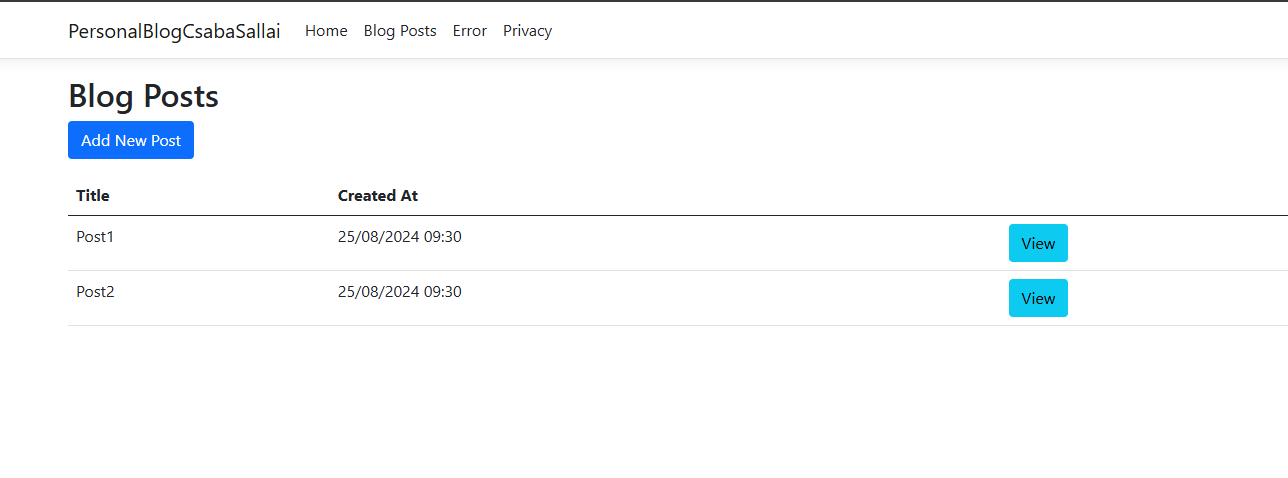 PersonalBlogCsabaSallai Home Blog Posts Error Privacy
Blog Posts
Add New Post
Title Created At
Post1 25/08/2024 09:30 View
Post2 25/08/2024 09:30 View